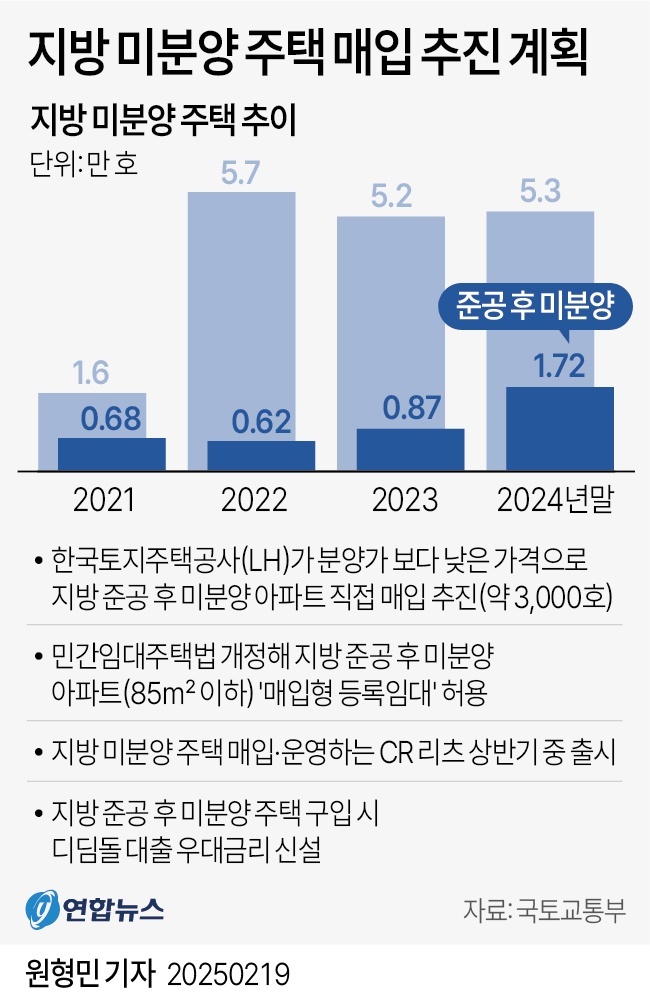 지방 미분양 주택 매입 추진 계획
지방 미분양 주택 추이
단위:만 호
5.7
5.2
5.3
준공 후 미분양
1.6
1.72
0.68
0.62
0.87
2021
2022
2023
2024년말
• 한국토지주택공사(LH)가 분양가 보다 낮은 가격으로
지방 준공 후 미분양 아파트 직접 매입 추진(약 3,000호)
• 민간임대주택법 개정해 지방 준공 후 미분양
아파트(85m² 이하) '매입형 등록임대' 허용
• 지방 미분양 주택 매입·운영하는 CR 리츠 상반기 중 출시
• 지방 준공 후 미분양 주택 구입 시
디딤돌 대출 우대금리 신설
연합뉴스
자료:국토교통부
원형민 기자 20250219